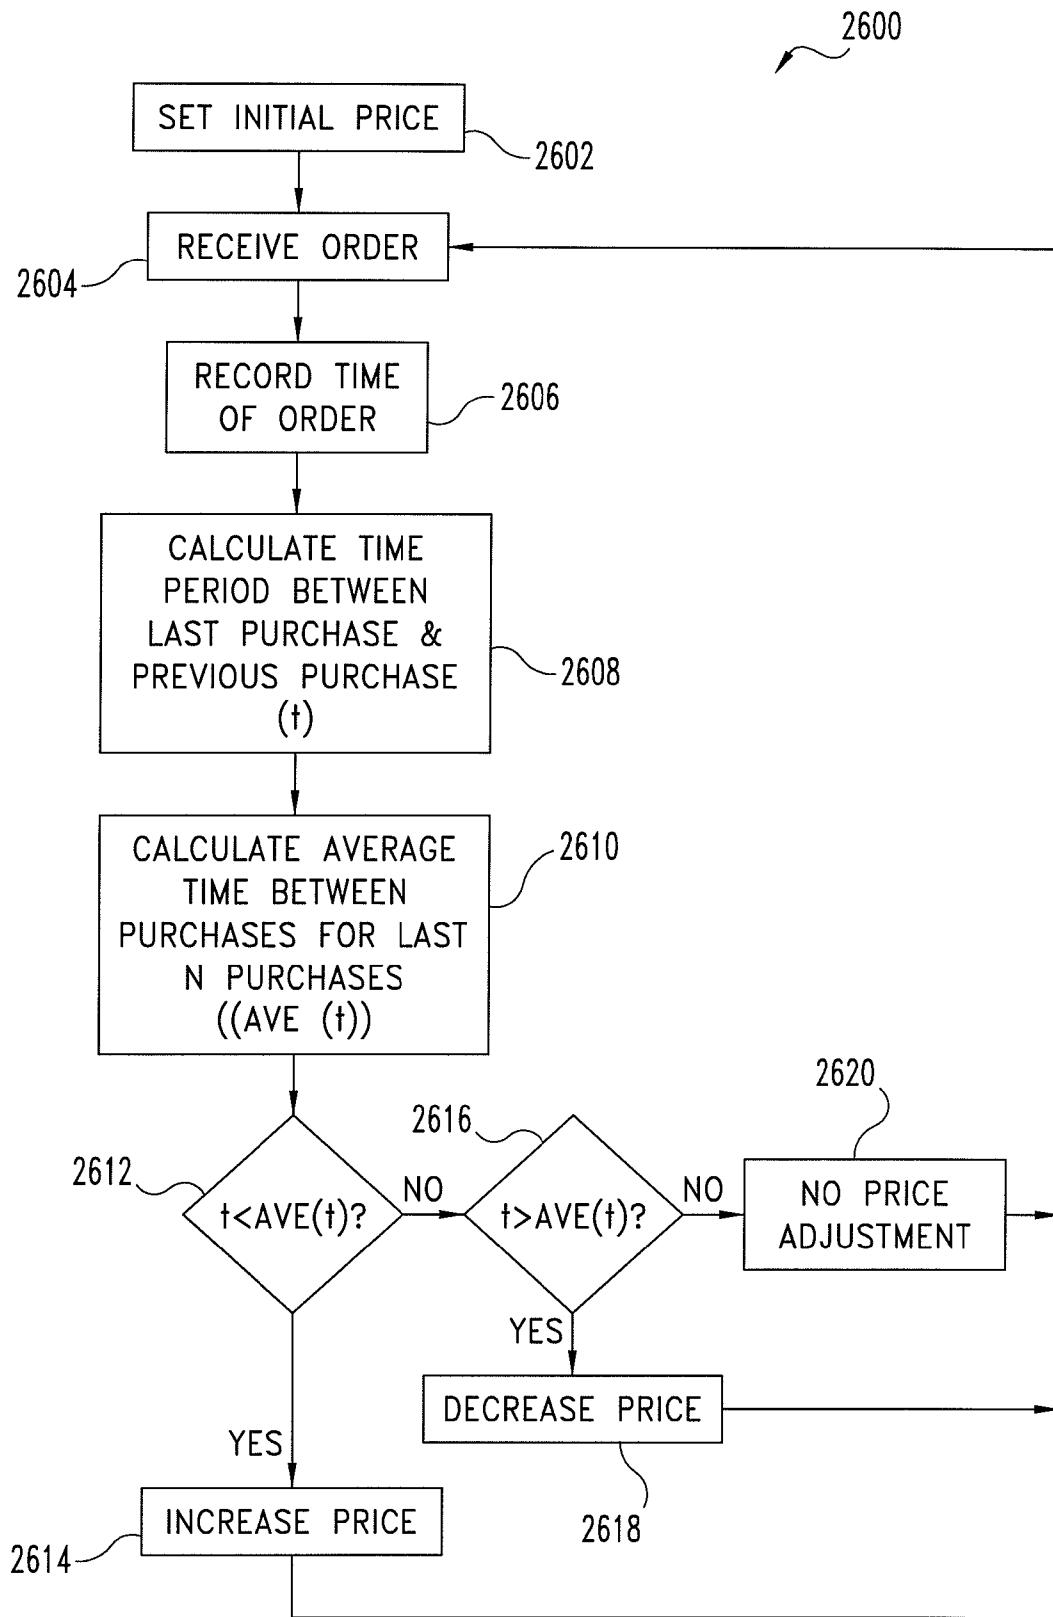 2600
SET INITIAL PRICE
2602
RECEIVE ORDER
2604
RECORD TIME
OF ORDER
2606
CALCULATE TIME
PERIOD BETWEEN
LAST PURCHASE &
PREVIOUS PURCHASE
(t)
2608
CALCULATE AVERAGE
TIME BETWEEN
PURCHASES FOR LAST
N PURCHASES
((AVE (t))
2610
2612
t<AVE(t)?
NO
2616
t>AVE(t)?
NO
2620
NO PRICE
ADJUSTMENT
YES
DECREASE PRICE
2618
YES
INCREASE PRICE
2614